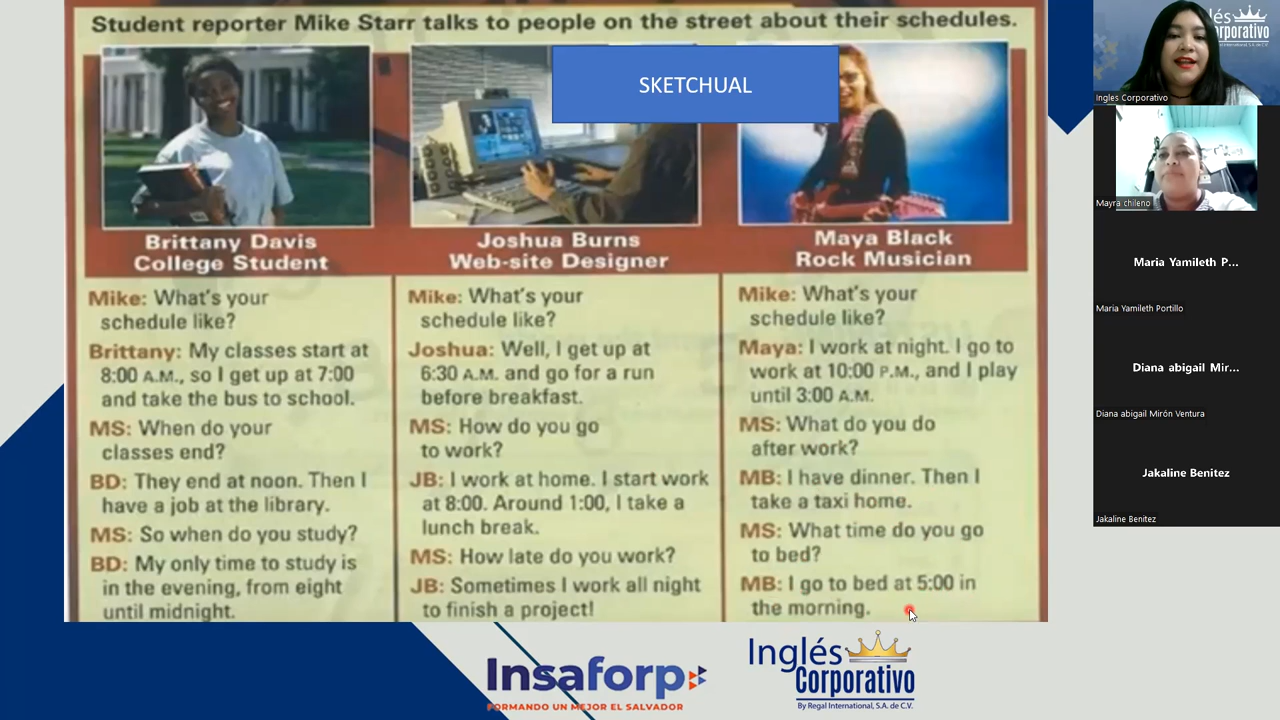 Student reporter Mike Starr talks to people on the street about their schedules.
SKETCHUAL
Brittany Davis
College Student
Mike: What's your
schedule like?
Brittany: My classes start at
8:00 A.M., so I get up at 7:00
and take the bus to school.
MS: When do your
classes end?
BD: They end at noon. Then I
have a job at the library.
MS: So when do you study?
BD: My only time to study is
in the evening, from eight
until midnight.
Joshua Burns
Web-site Designer
Mike: What's your
schedule like?
Joshua: Well, I get up at
6:30 A.M. and go for a run
before breakfast.
MS: How do you go
to work?
JB: I work at home. I start work
at 8:00. Around 1:00, I take a
lunch break.
MS: How late do you work?
JB: Sometimes I work all night
to finish a project!
Maya Black
Rock Musician
Mike: What's your
schedule like?
Maya: I work at night. I go to
work at 10:00 P.M., and I play
until 3:00 A.M.
MS: What do you do
after work?
MB: I have dinner. Then I
take a taxi home.
MS: What time do you go
to bed?
MB: I go to bed at 5:00 in
the morning.
Insaforp
FORMANDO UN MEJOR EL SALVADOR
Inglés
Corporativo
By Regal International, S.A. de C.V.
Ingles Corporativo
Mayra chileno
Maria Yamileth P...
Maria Yamileth Portillo
Diana abigail Mir...
Diana abigail Mirón Ventura
Jakaline Benitez
Jakaline Benitez